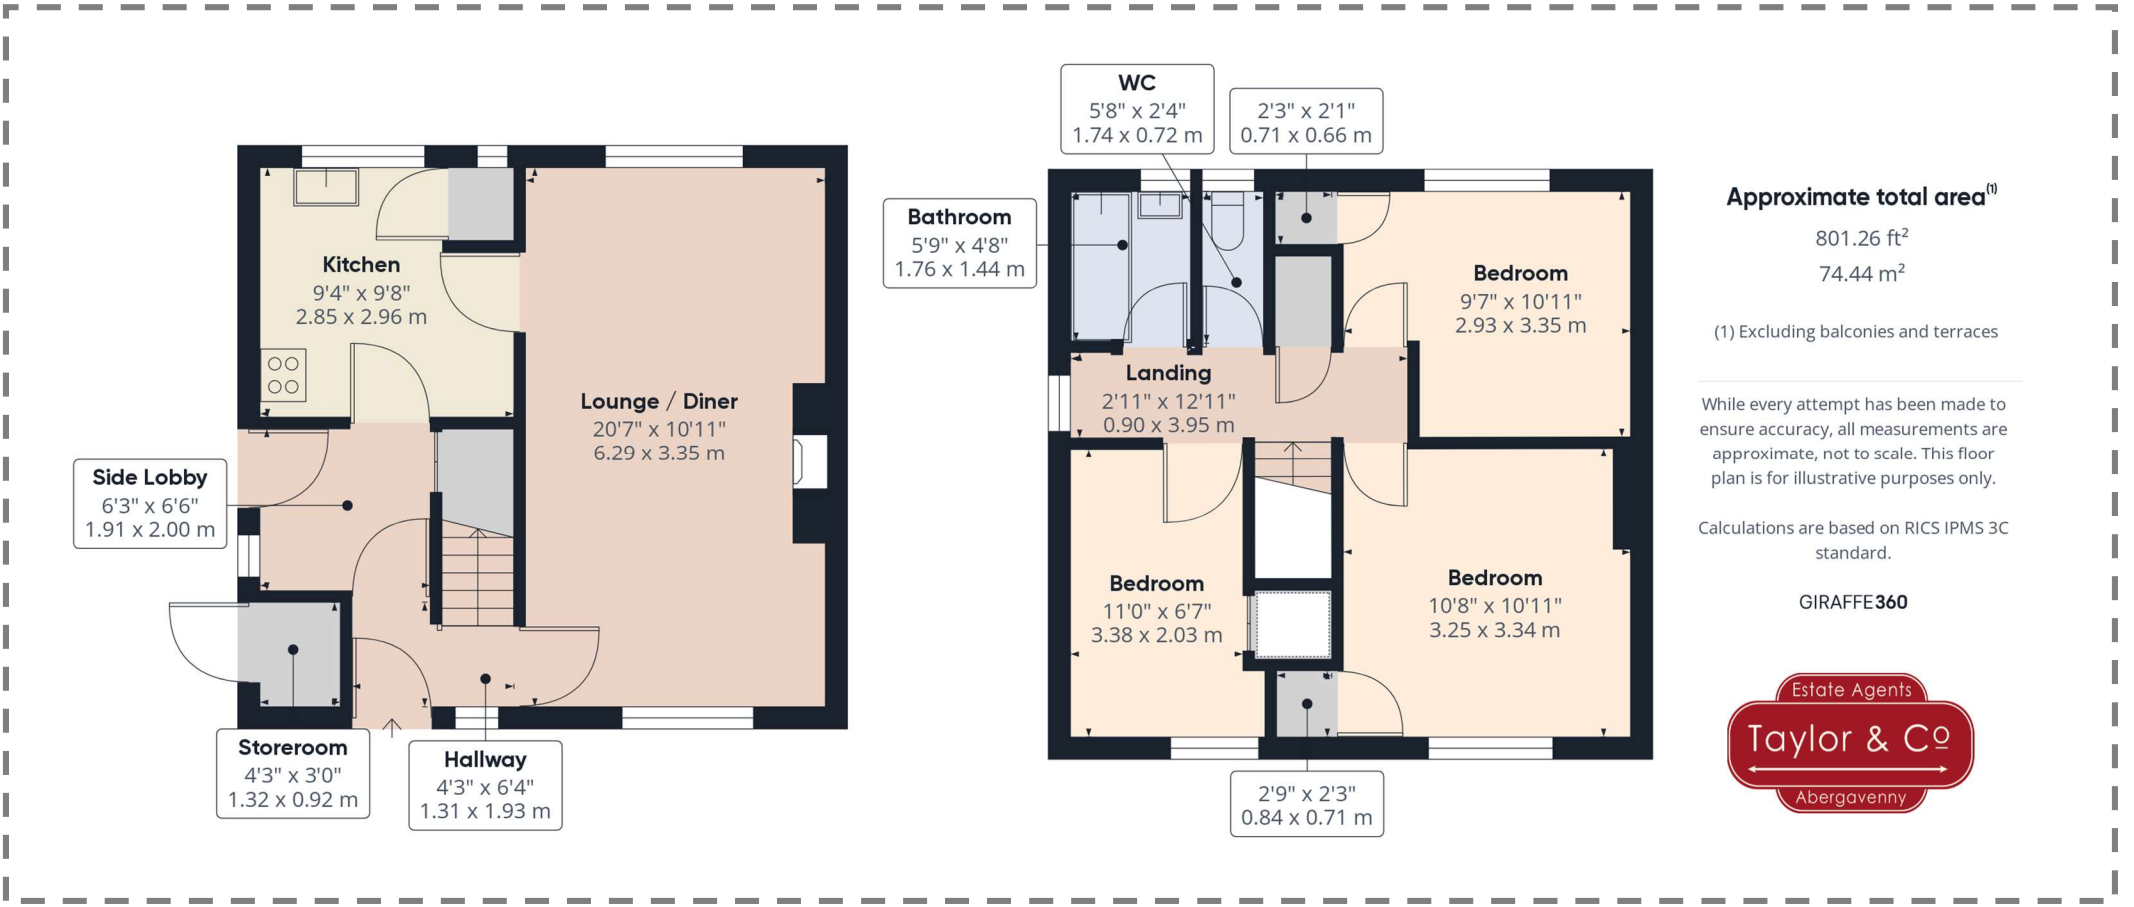 WC
5'8" x 2'4"
1.74 x 0.72 m
2'3" x 2'1"
0.71 x 0.66 m
Bathroom
5'9" x 4'8"
1.76 x 1.44 m
Kitchen
9'4" x 9'8"
2.85 x 2.96 m
Lounge / Diner
20'7" x 10'11"
6.29 x 3.35 m
Side Lobby
6'3" x 6'6"
1.91 x 2.00 m
Storeroom
4'3" x 3'0"
1.32 x 0.92 m
Hallway
4'3" x 6'4"
1.31 x 1.93 m
Bedroom
9'7" x 10'11"
2.93 x 3.35 m
Landing
2'11" x 12'11"
0.90 x 3.95 m
Bedroom
11'0" x 6'7"
3.38 x 2.03 m
Bedroom
10'8" x 10'11"
3.25 x 3.34 m
2'9" x 2'3"
0.84 x 0.71 m
Approximate total area(1)
801.26 ft²
74.44 m²
(1) Excluding balconies and terraces
While every attempt has been made to
ensure accuracy, all measurements are
approximate, not to scale. This floor
plan is for illustrative purposes only.
Calculations are based on RICS IPMS 3C
standard.
GIRAFFE360
Estate Agents
Taylor & Co
Abergavenny